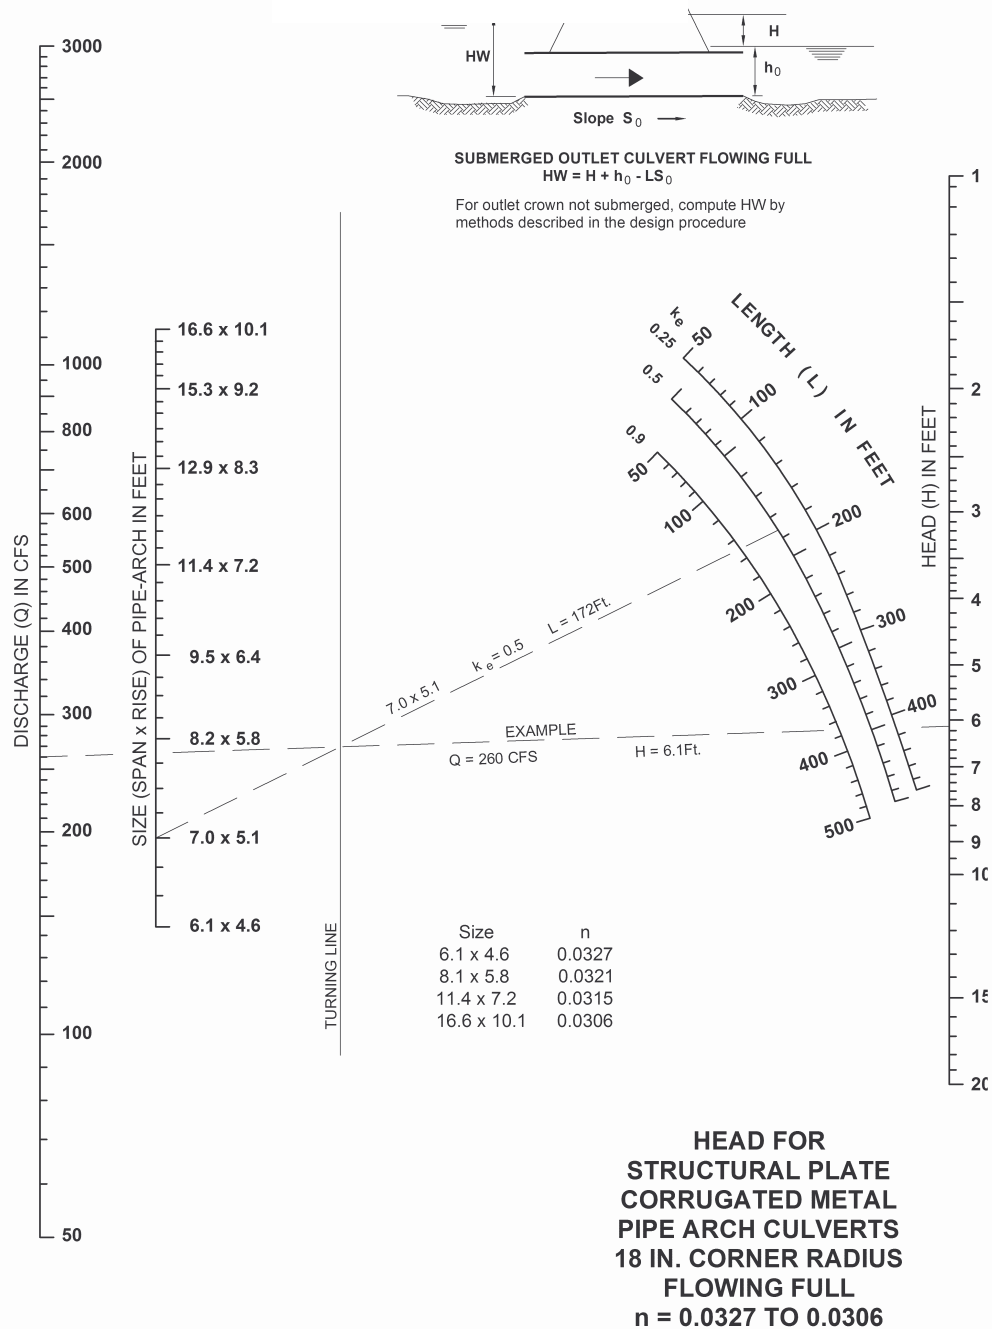 H
HW
h0
Slope S0
SUBMERGED OUTLET CULVERT FLOWING FULL
HW = H + h0 - LS0
For outlet crown not submerged, compute HW by
methods described in the design procedure
DISCHARGE (Q) IN CFS
3000
2000
1000
800
600
500
400
300
200
100
50
SIZE (SPAN x RISE) OF PIPE-ARCH IN FEET
16.6 x 10.1
15.3 x 9.2
12.9 x 8.3
11.4 x 7.2
9.5 x 6.4
8.2 x 5.8
7.0 x 5.1
6.1 x 4.6
TURNING LINE
7.0 x 5.1 ke = 0.5 L = 172Ft.
EXAMPLE
Q = 260 CFS H = 6.1Ft.
LENGTH (L) IN FEET
ke
0.25
0.5
0.9
50
100
200
300
400
50
100
200
300
400
500
HEAD (H) IN FEET
1
2
3
4
5
6
7
8
9
10
15
20
Size n
6.1 x 4.6 0.0327
8.1 x 5.8 0.0321
11.4 x 7.2 0.0315
16.6 x 10.1 0.0306
HEAD FOR
STRUCTURAL PLATE
CORRUGATED METAL
PIPE ARCH CULVERTS
18 IN. CORNER RADIUS
FLOWING FULL
n = 0.0327 TO 0.0306